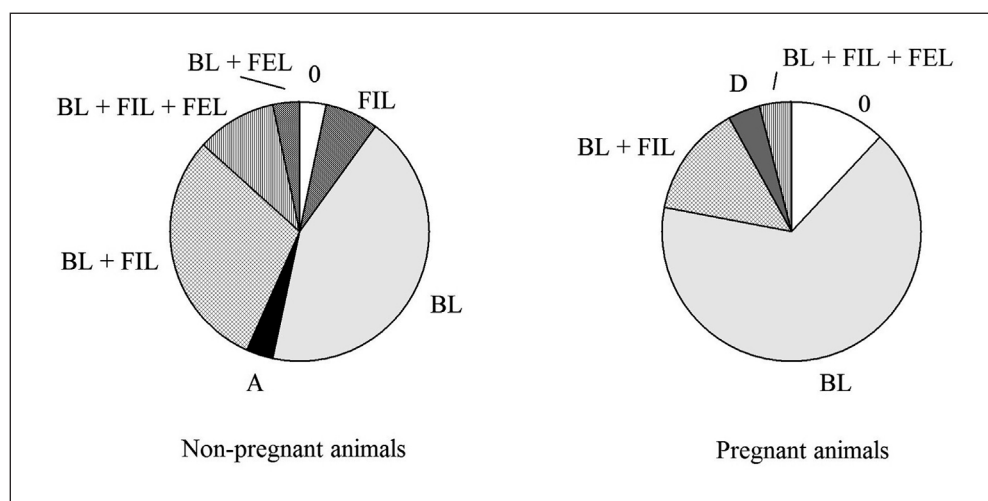 BL + FEL
0
FIL
BL + FIL + FEL
BL + FIL
BL
A
Non-pregnant animals
BL + FIL + FEL
D
0
BL + FIL
BL
Pregnant animals